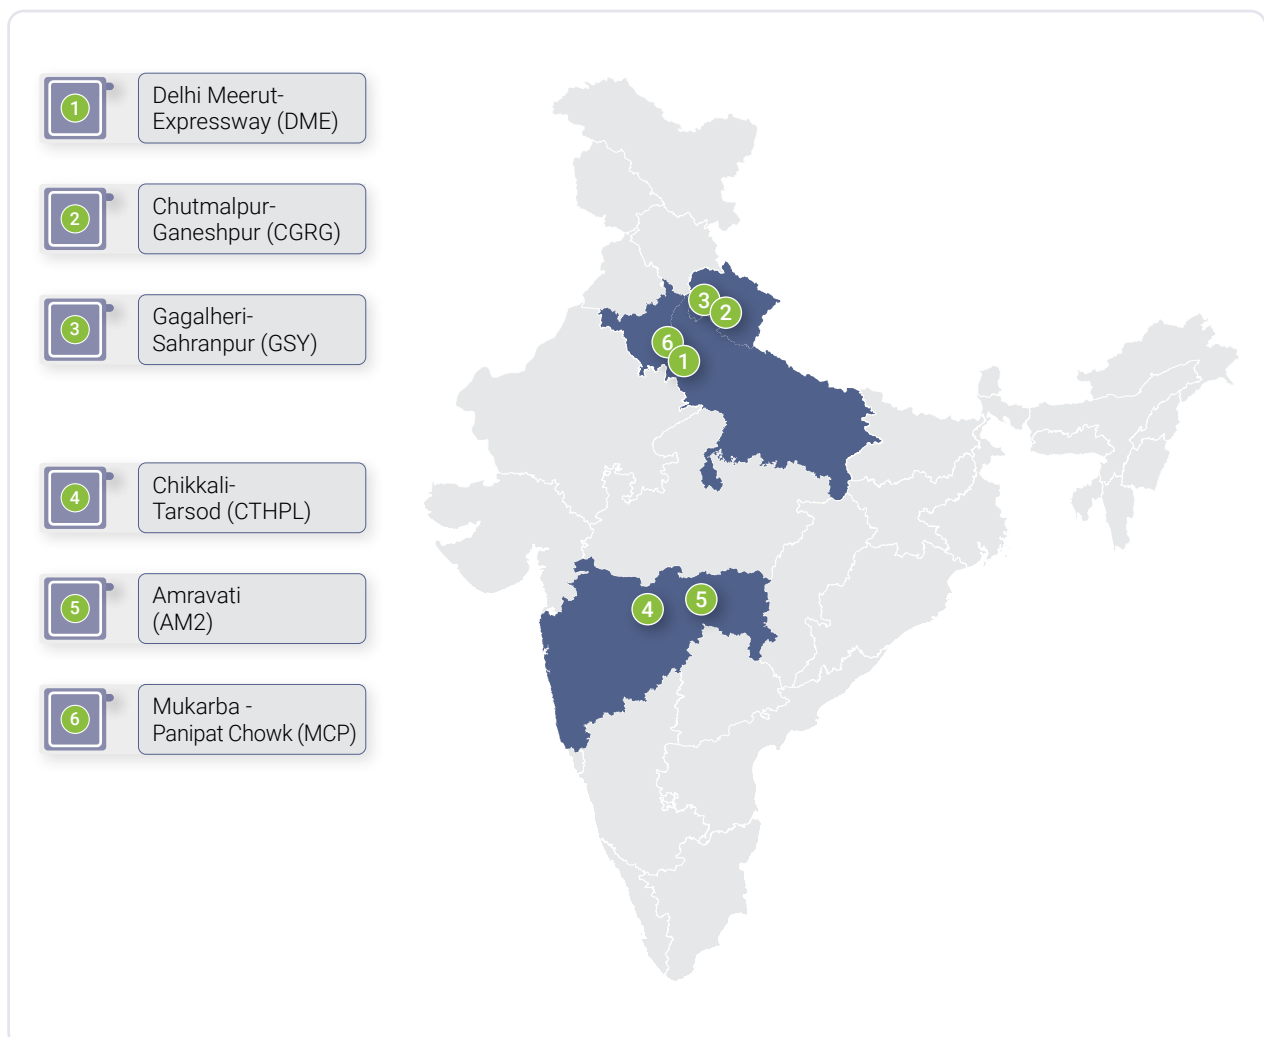 1
Delhi Meerut-
Expressway (DME)
2
Chutmalpur-
Ganeshpur (CGRG)
3
Gagalheri-
Sahranpur (GSY)
4
Chikkali-
Tarsod (CTHPL)
5
Amravati
(AM2)
6
Mukarba -
Panipat Chowk (MCP)
3
2
6
1
4
5